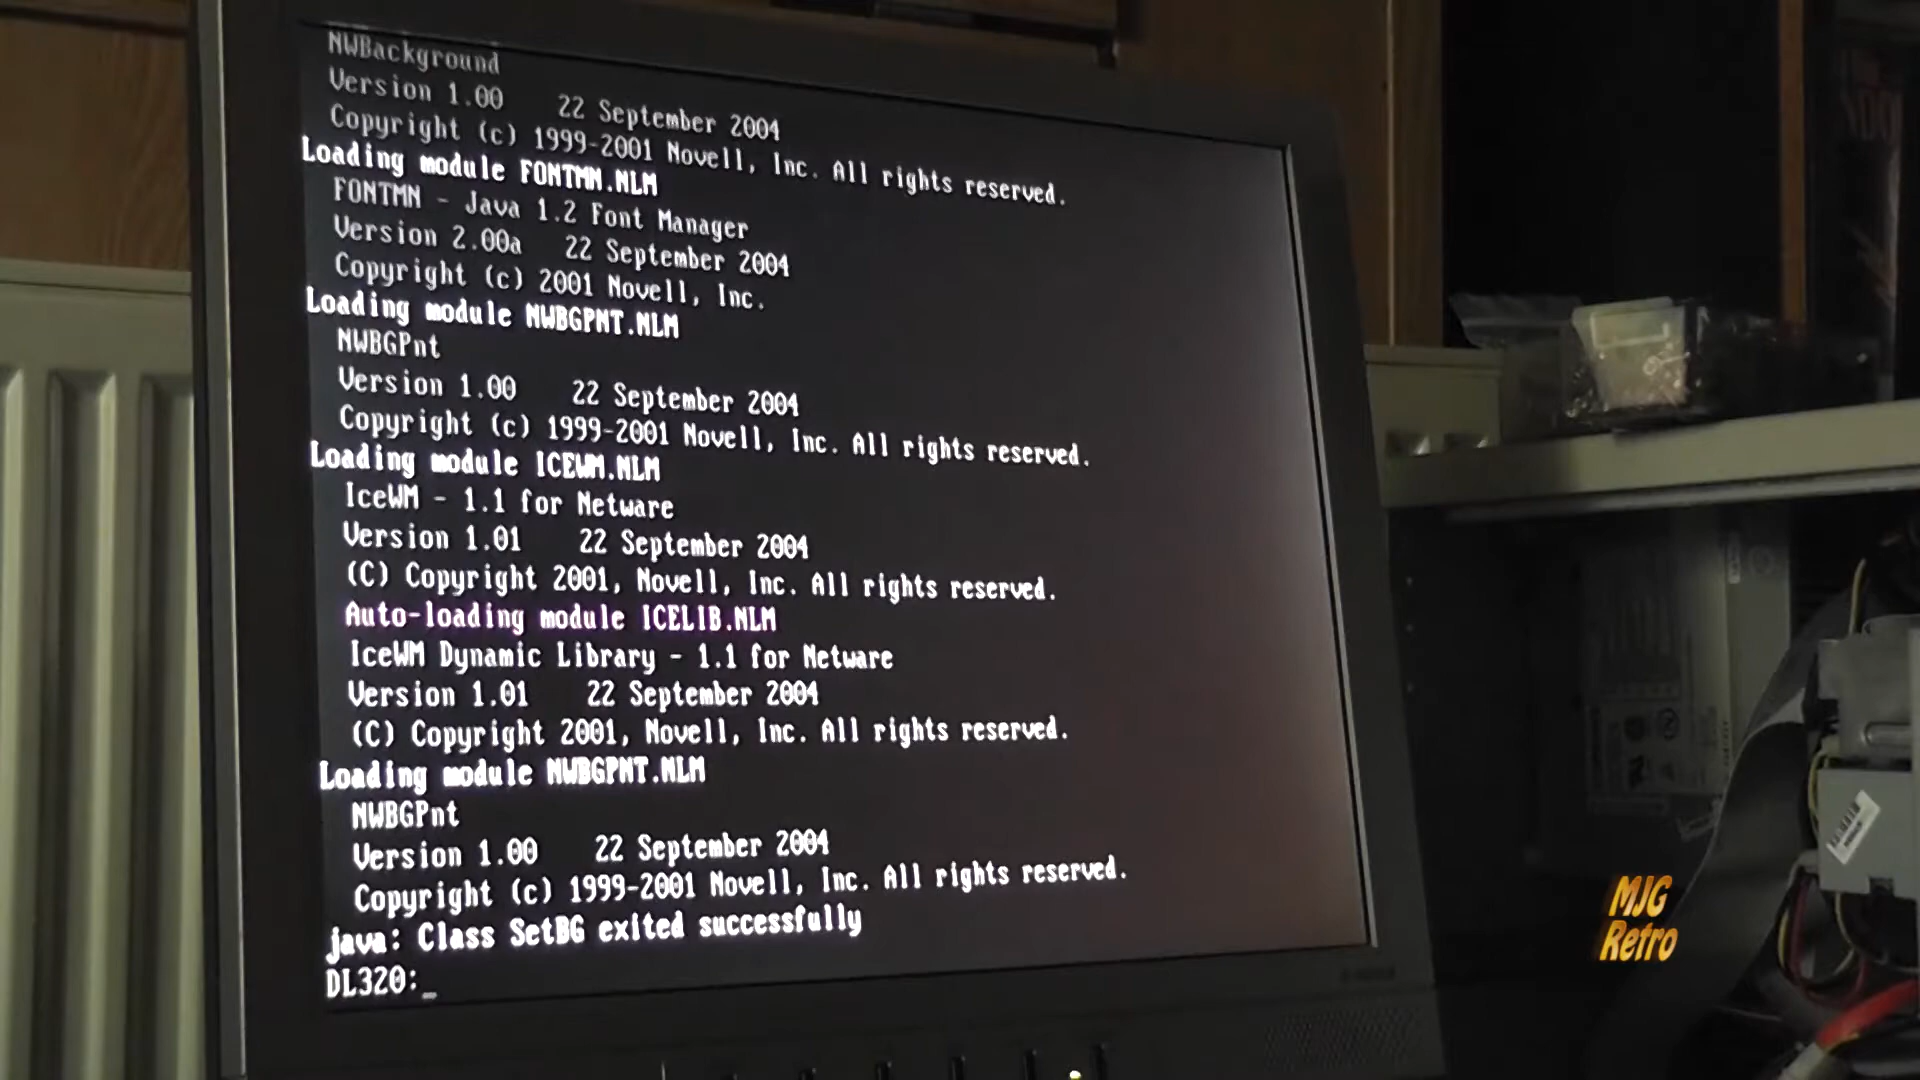 NWBackground
Version 1.00    22 September 2004
Copyright (c) 1999-2001 Novell, Inc. All rights reserved.
Loading module FONTMN.NLM
FONTMN - Java 1.2 Font Manager
Version 2.00a   22 September 2004
Copyright (c) 2001 Novell, Inc.
Loading module NWBGPNT.NLM
NWBGPnt
Version 1.00    22 September 2004
Copyright (c) 1999-2001 Novell, Inc. All rights reserved.
Loading module ICEWM.NLM
IceWM - 1.1 for Netware
Version 1.01    22 September 2004
(C) Copyright 2001, Novell, Inc. All rights reserved.
Auto-loading module ICELIB.NLM
IceWM Dynamic Library - 1.1 for Netware
Version 1.01    22 September 2004
(C) Copyright 2001, Novell, Inc. All rights reserved.
Loading module NWBGPNT.NLM
NWBGPnt
Version 1.00    22 September 2004
Copyright (c) 1999-2001 Novell, Inc. All rights reserved.
java: Class SetBG exited successfully
DL320:_
MJG
Retro